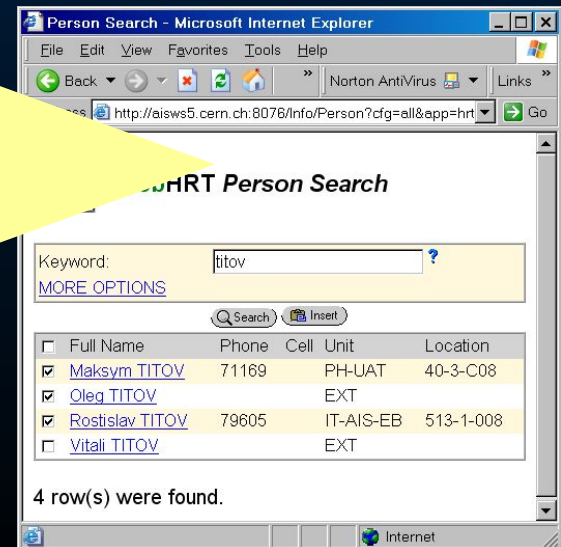 Person Search - Microsoft Internet Explorer
File Edit View Favorites Tools Help
Back » Norton AntiVirus Links »
http://aisws5.cern.ch:8076/Info/Person?cfg=all&app=hrt Go
HRT Person Search
Keyword: titov ?
MORE OPTIONS
Search Insert
Full Name Phone Cell Unit Location
Maksym TITOV 71169 PH-UAT 40-3-C08
Oleg TITOV EXT
Rostislav TITOV 79605 IT-AIS-EB 513-1-008
Vitali TITOV EXT
4 row(s) were found.
Internet